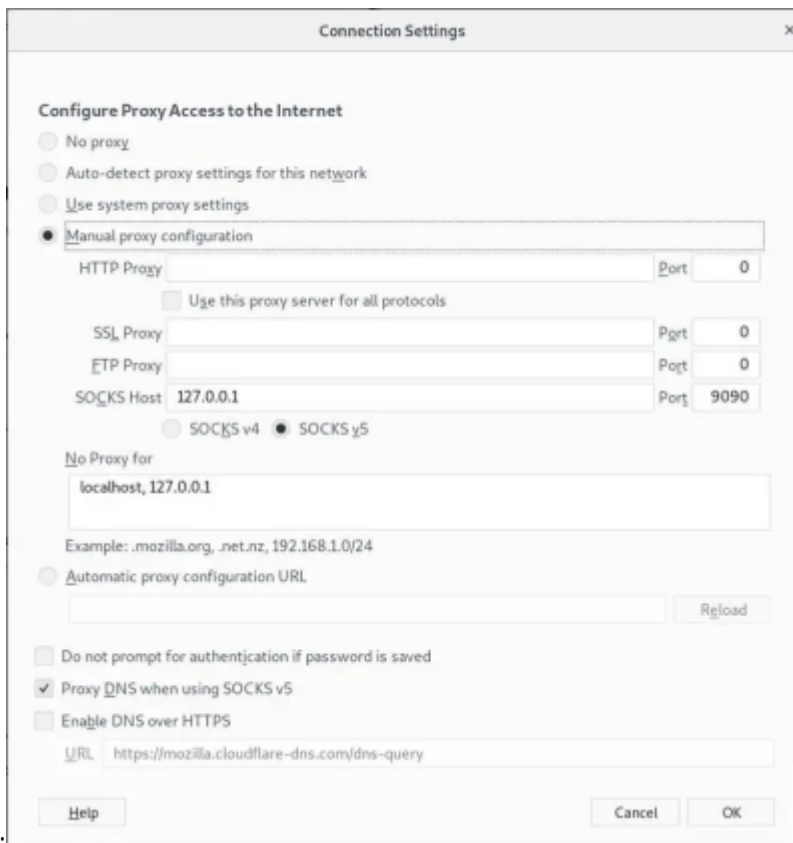 Connection Settings ×
Configure Proxy Access to the Internet
No proxy
Auto-detect proxy settings for this network
Use system proxy settings
Manual proxy configuration
HTTP Proxy Port 0
Use this proxy server for all protocols
SSL Proxy Port 0
FTP Proxy Port 0
SOCKS Host 127.0.0.1 Port 9090
SOCKS v4 SOCKS v5
No Proxy for
localhost, 127.0.0.1
Example: .mozilla.org, .net.nz, 192.168.1.0/24
Automatic proxy configuration URL
Reload
Do not prompt for authentication if password is saved
Proxy DNS when using SOCKS v5
Enable DNS over HTTPS
URL https://mozilla.cloudflare-dns.com/dns-query
Help Cancel OK